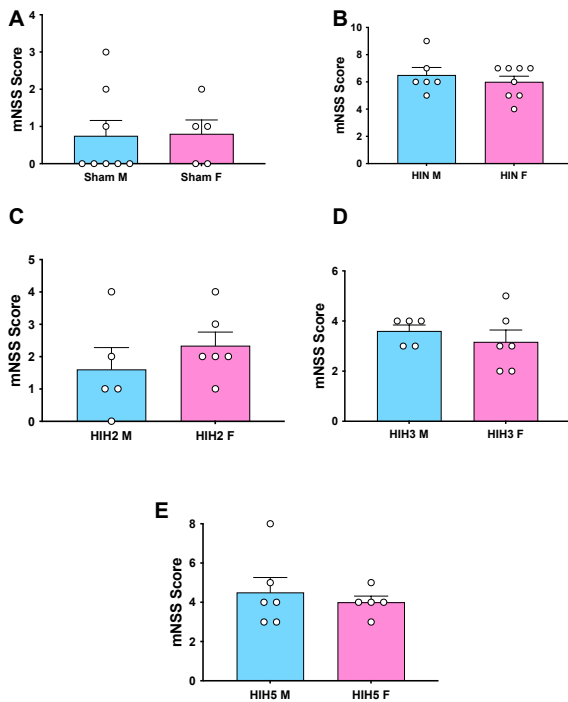 A
mNSS Score
4
3
2
1
0
Sham M Sham F
B
mNSS Score
10
8
6
4
2
0
HIN M HIN F
C
mNSS Score
5
4
3
2
1
0
HIH2 M HIH2 F
D
mNSS Score
6
4
2
0
HIH3 M HIH3 F
E
mNSS Score
8
6
4
2
0
HIH5 M HIH5 F